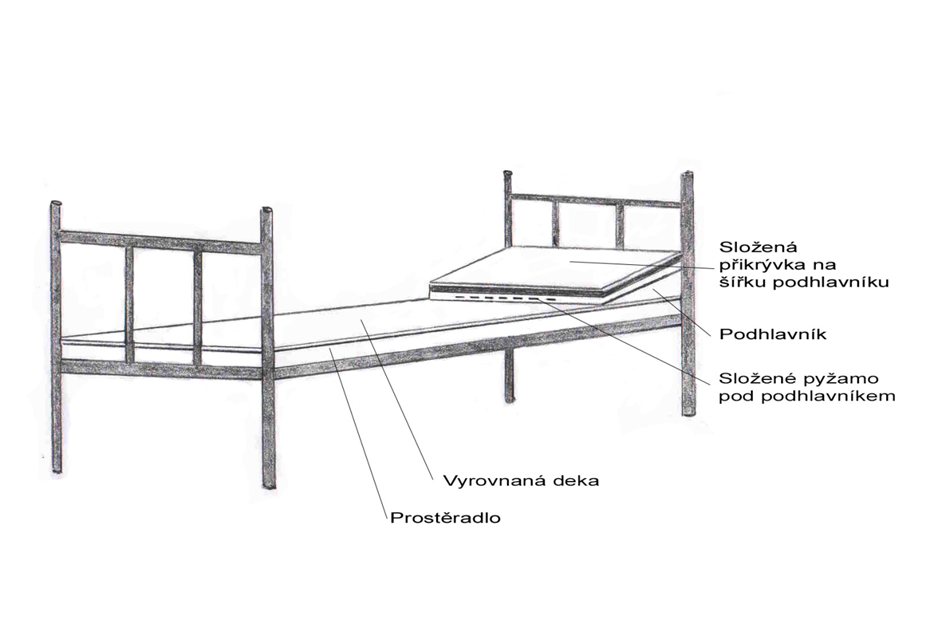 Složená
přikrývka na
šířku podhlavníku
Podhlavník
Složené pyžamo
pod podhlavníkem
Vyrovnaná deka
Prostěradlo